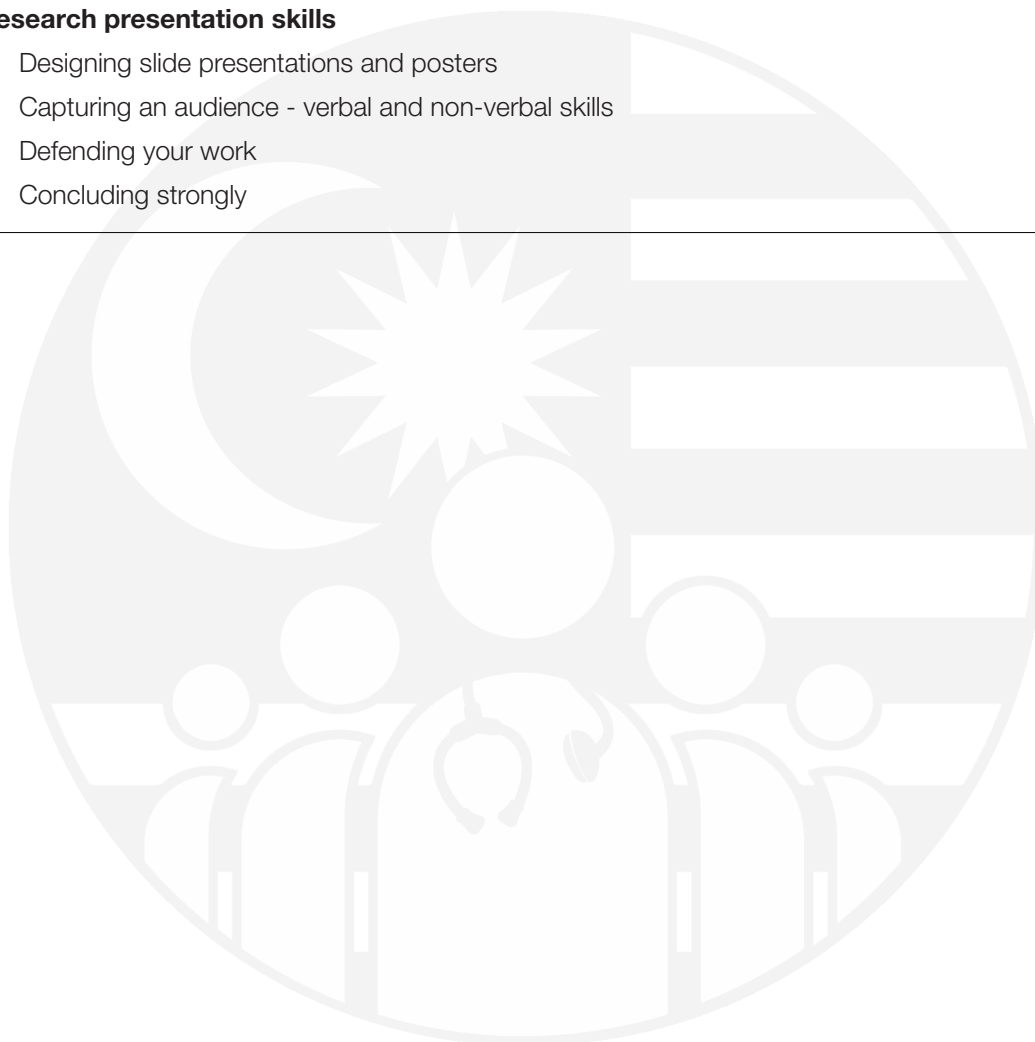 esearch presentation skills
Designing slide presentations and posters
Capturing an audience - verbal and non-verbal skills
Defending your work
Concluding strongly